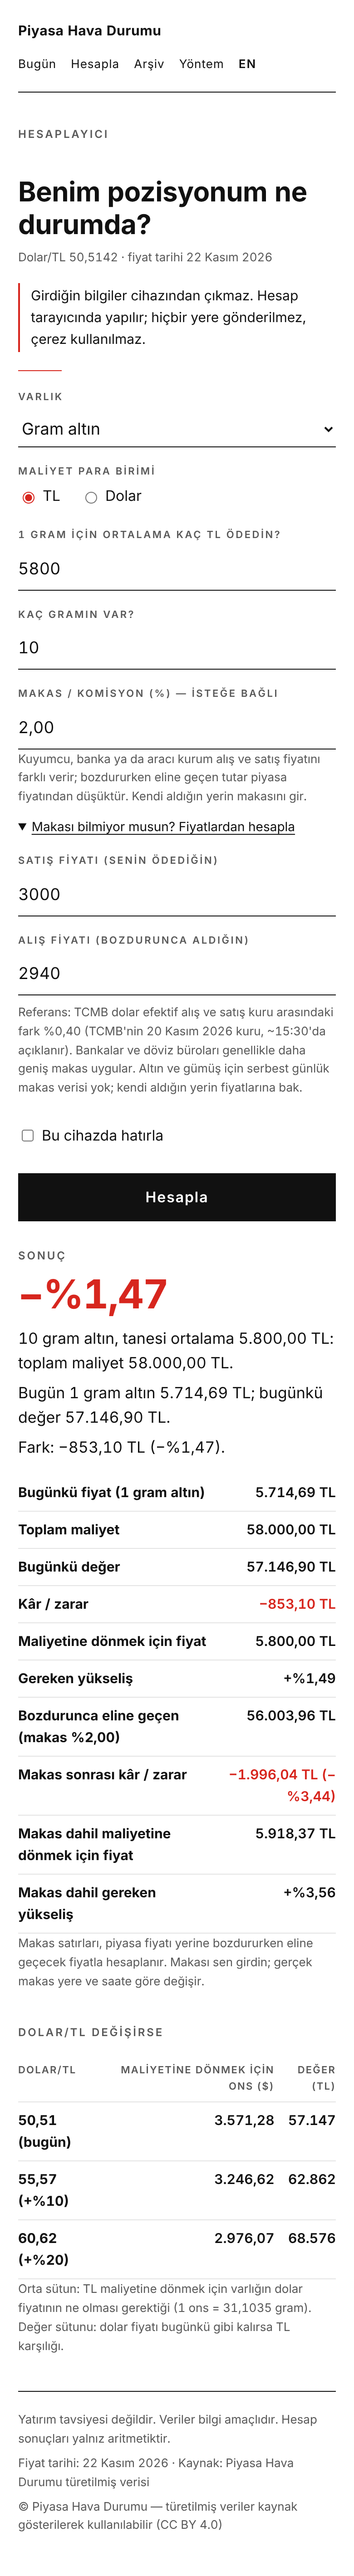 Piyasa Hava Durumu
Bugün Hesapla Arşiv Yöntem EN
HESAPLAYICI
Benim pozisyonum ne
durumda?
Dolar/TL 50,5142 · fiyat tarihi 22 Kasım 2026
Girdiğin bilgiler cihazından çıkmaz. Hesap
tarayıcında yapılır; hiçbir yere gönderilmez,
çerez kullanılmaz.
VARLIK
Gram altın
MALİYET PARA BİRİMİ
TL Dolar
1 GRAM İÇİN ORTALAMA KAÇ TL ÖDEDİN?
5800
KAÇ GRAMIN VAR?
10
MAKAS / KOMİSYON (%) — İSTEĞE BAĞLI
2,00
Kuyumcu, banka ya da aracı kurum alış ve satış fiyatını
farklı verir; bozdururken eline geçen tutar piyasa
fiyatından düşüktür. Kendi aldığın yerin makasını gir.
▼ Makası bilmiyor musun? Fiyatlardan hesapla
SATIŞ FİYATI (SENİN ÖDEDİĞİN)
3000
ALIŞ FİYATI (BOZDURUNCA ALDIĞIN)
2940
Referans: TCMB dolar efektif alış ve satış kuru arasındaki
fark %0,40 (TCMB'nin 20 Kasım 2026 kuru, ~15:30'da
açıklanır). Bankalar ve döviz büroları genellikle daha
geniş makas uygular. Altın ve gümüş için serbest günlük
makas verisi yok; kendi aldığın yerin fiyatlarına bak.
Bu cihazda hatırla
Hesapla
SONUÇ
−%1,47
10 gram altın, tanesi ortalama 5.800,00 TL:
toplam maliyet 58.000,00 TL.
Bugün 1 gram altın 5.714,69 TL; bugünkü
değer 57.146,90 TL.
Fark: −853,10 TL (−%1,47).
Bugünkü fiyat (1 gram altın) 5.714,69 TL
Toplam maliyet 58.000,00 TL
Bugünkü değer 57.146,90 TL
Kâr / zarar −853,10 TL
Maliyetine dönmek için fiyat 5.800,00 TL
Gereken yükseliş +%1,49
Bozdurunca eline geçen 56.003,96 TL
(makas %2,00)
Makas sonrası kâr / zarar −1.996,04 TL (−
%3,44)
Makas dahil maliyetine 5.918,37 TL
dönmek için fiyat
Makas dahil gereken +%3,56
yükseliş
Makas satırları, piyasa fiyatı yerine bozdururken eline
geçecek fiyatla hesaplanır. Makası sen girdin; gerçek
makas yere ve saate göre değişir.
DOLAR/TL DEĞİŞİRSE
DOLAR/TL MALİYETİNE DÖNMEK İÇİN DEĞER
ONS ($) (TL)
50,51 3.571,28 57.147
(bugün)
55,57 3.246,62 62.862
(+%10)
60,62 2.976,07 68.576
(+%20)
Orta sütun: TL maliyetine dönmek için varlığın dolar
fiyatının ne olması gerektiği (1 ons = 31,1035 gram).
Değer sütunu: dolar fiyatı bugünkü gibi kalırsa TL
karşılığı.
Yatırım tavsiyesi değildir. Veriler bilgi amaçlıdır. Hesap
sonuçları yalnız aritmetiktir.
Fiyat tarihi: 22 Kasım 2026 · Kaynak: Piyasa Hava
Durumu türetilmiş verisi
© Piyasa Hava Durumu — türetilmiş veriler kaynak
gösterilerek kullanılabilir (CC BY 4.0)